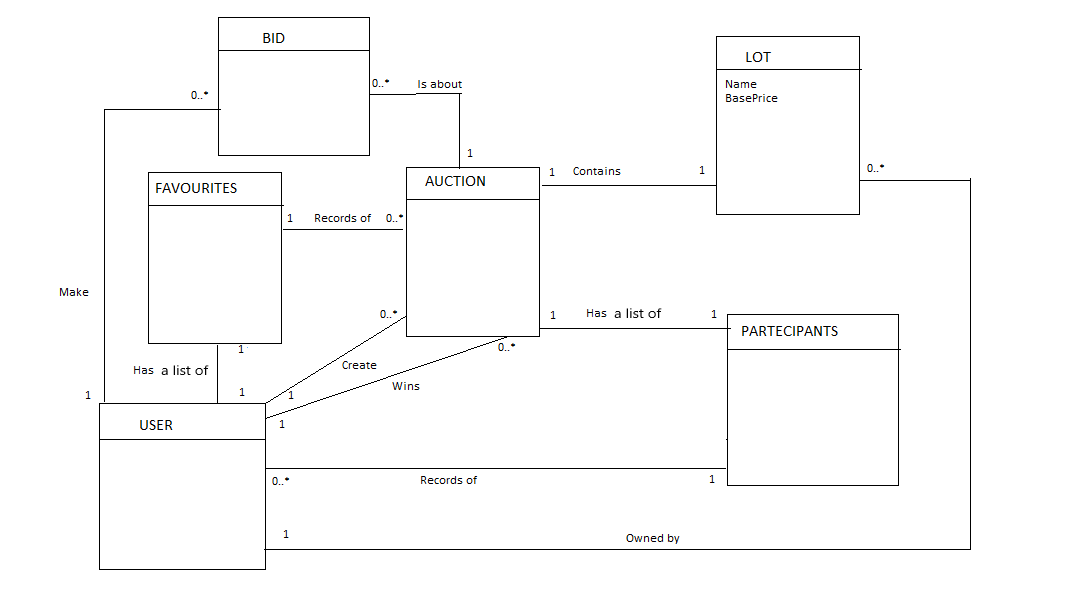 BID
LOT
0..*
0..*
Is about
Name
BasePrice
1
1
Contains
1
0..*
FAVOURITES
AUCTION
1
Records of
0..*
Make
0..*
1
Has a list of
1
PARTECIPANTS
1
0..*
Has a list of
Create
Wins
1
1
1
1
USER
0..*
Records of
1
1
Owned by